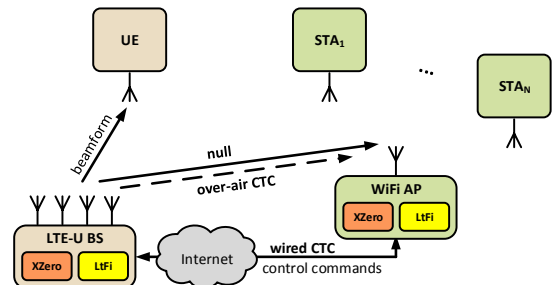 UE
STA1
...
STAN
beamform
null
over-air CTC
WiFi AP
XZero
LtFi
LTE-U BS
XZero
LtFi
Internet
wired CTC
control commands